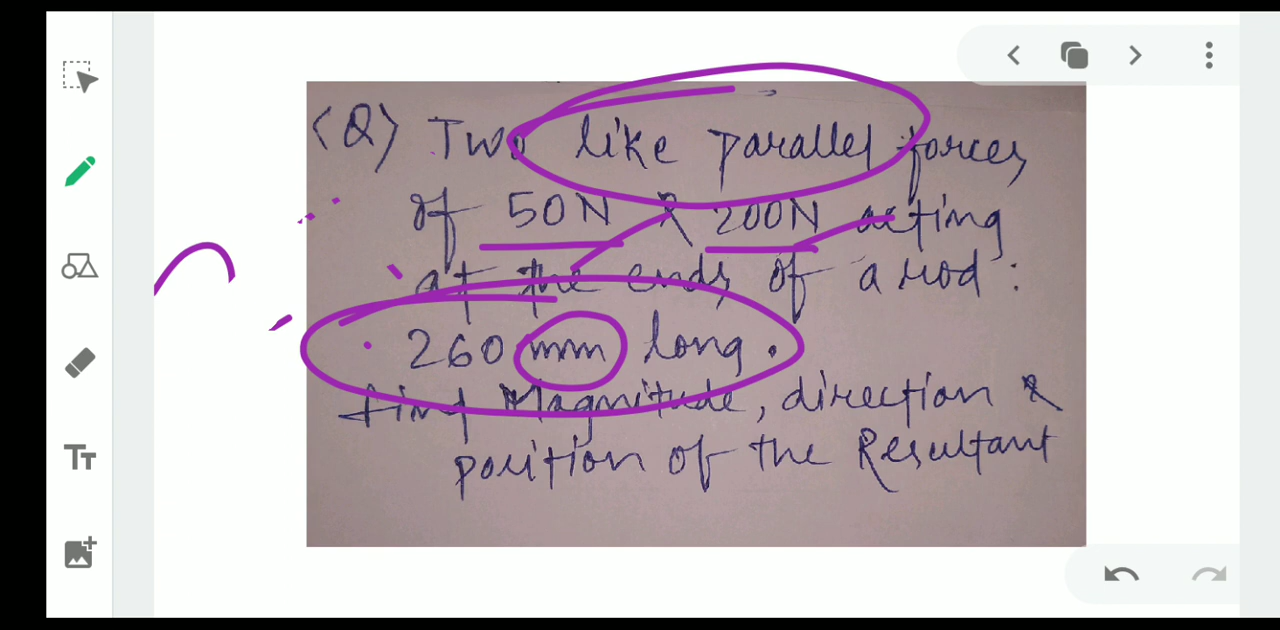 (Q) Two like parallel forces
of 50N & 200N acting
at the ends of a rod :
260 mm long .
find Magnitude, direction &
position of the Resultant
Tт